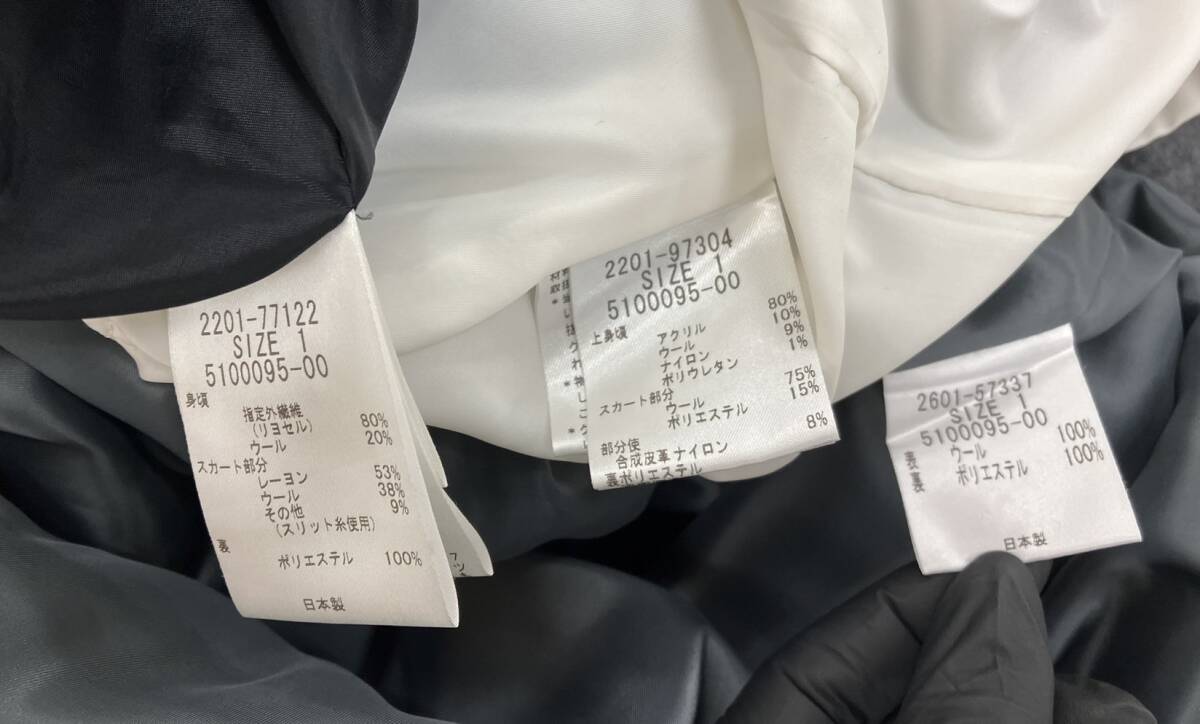 2201-77122
SIZE 1
5100095-00
身頃
指定外繊維
(リヨセル) 80%
ウール 20%
スカート部分
レーヨン 53%
ウール 38%
その他 9%
(スリット糸使用)
裏
ポリエステル 100%
日本製
2201-97304
SIZE 1
5100095-00
上身頃
アクリル 80%
ウール 10%
ナイロン 9%
ポリウレタン 1%
スカート部分
ウール 75%
ポリエステル 15%
部分使
合成皮革ナイロン 8%
裏ポリエステル
2601-57337
SIZE 1
5100095-00
表 ウール 100%
裏 ポリエステル 100%
日本製